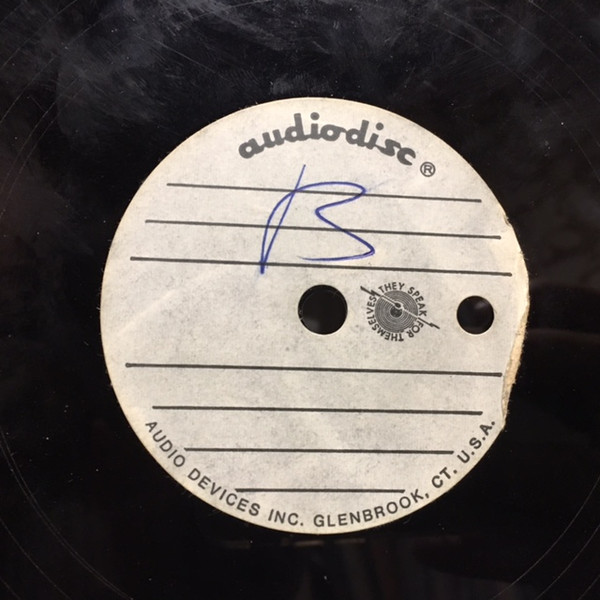 audiodisc®
B
THEY SPEAK FOR THEMSELVES
AUDIO DEVICES INC. GLENBROOK, CT. U.S.A.